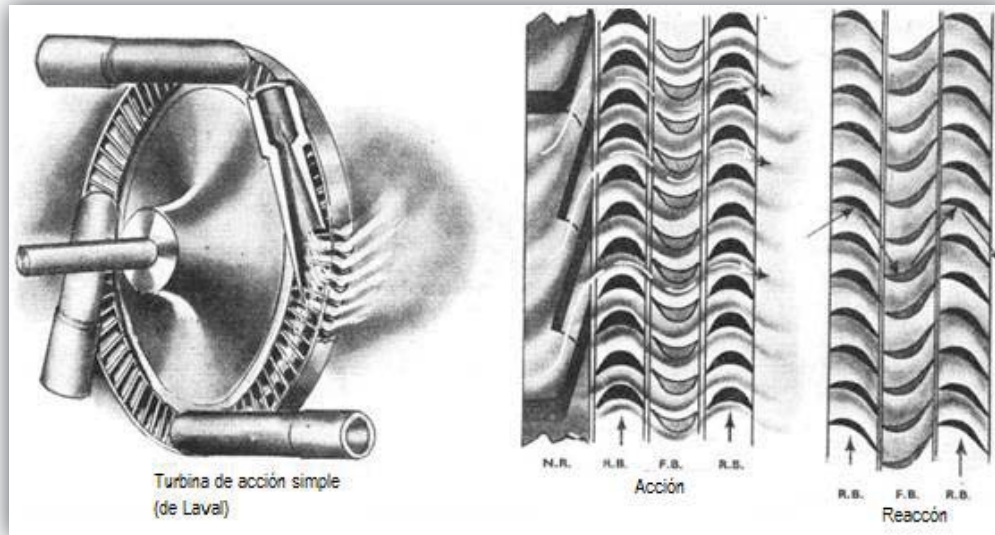 Turbina de acción simple
(de Laval)
N.R. R.B. F.B. R.B.
Acción
R.B. F.B. R.B.
Reaccón